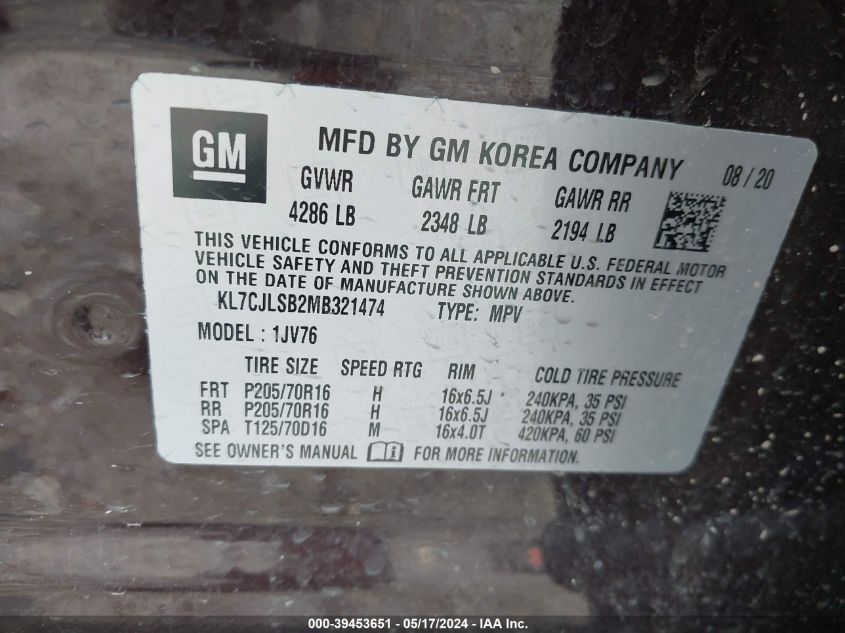 GM
MFD BY GM KOREA COMPANY 08/20
GVWR GAWR FRT GAWR RR
4286 LB 2348 LB 2194 LB
THIS VEHICLE CONFORMS TO ALL APPLICABLE U.S. FEDERAL MOTOR
VEHICLE SAFETY AND THEFT PREVENTION STANDARDS IN EFFECT
ON THE DATE OF MANUFACTURE SHOWN ABOVE.
KL7CJLSB2MB321474 TYPE: MPV
MODEL : 1JV76
TIRE SIZE SPEED RTG RIM COLD TIRE PRESSURE
FRT P205/70R16 H 16x6.5J 240KPA, 35 PSI
RR P205/70R16 H 16x6.5J 240KPA, 35 PSI
SPA T125/70D16 M 16x4.0T 420KPA, 60 PSI
SEE OWNER'S MANUAL FOR MORE INFORMATION.
000-39453651 - 05/17/2024 - IAA Inc.